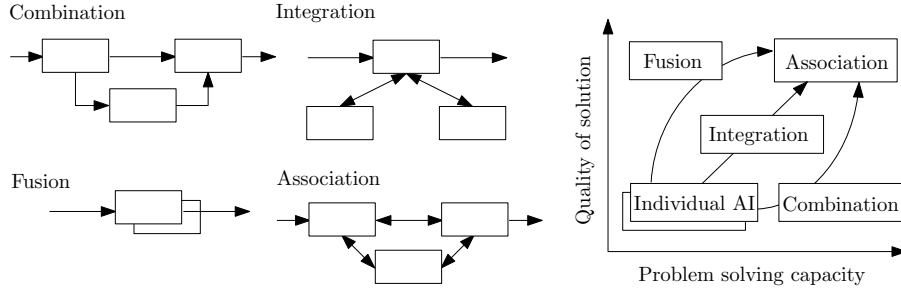 Combination
Integration
Fusion
Association
Quality of solution
Fusion
Association
Integration
Individual AI
Combination
Problem solving capacity